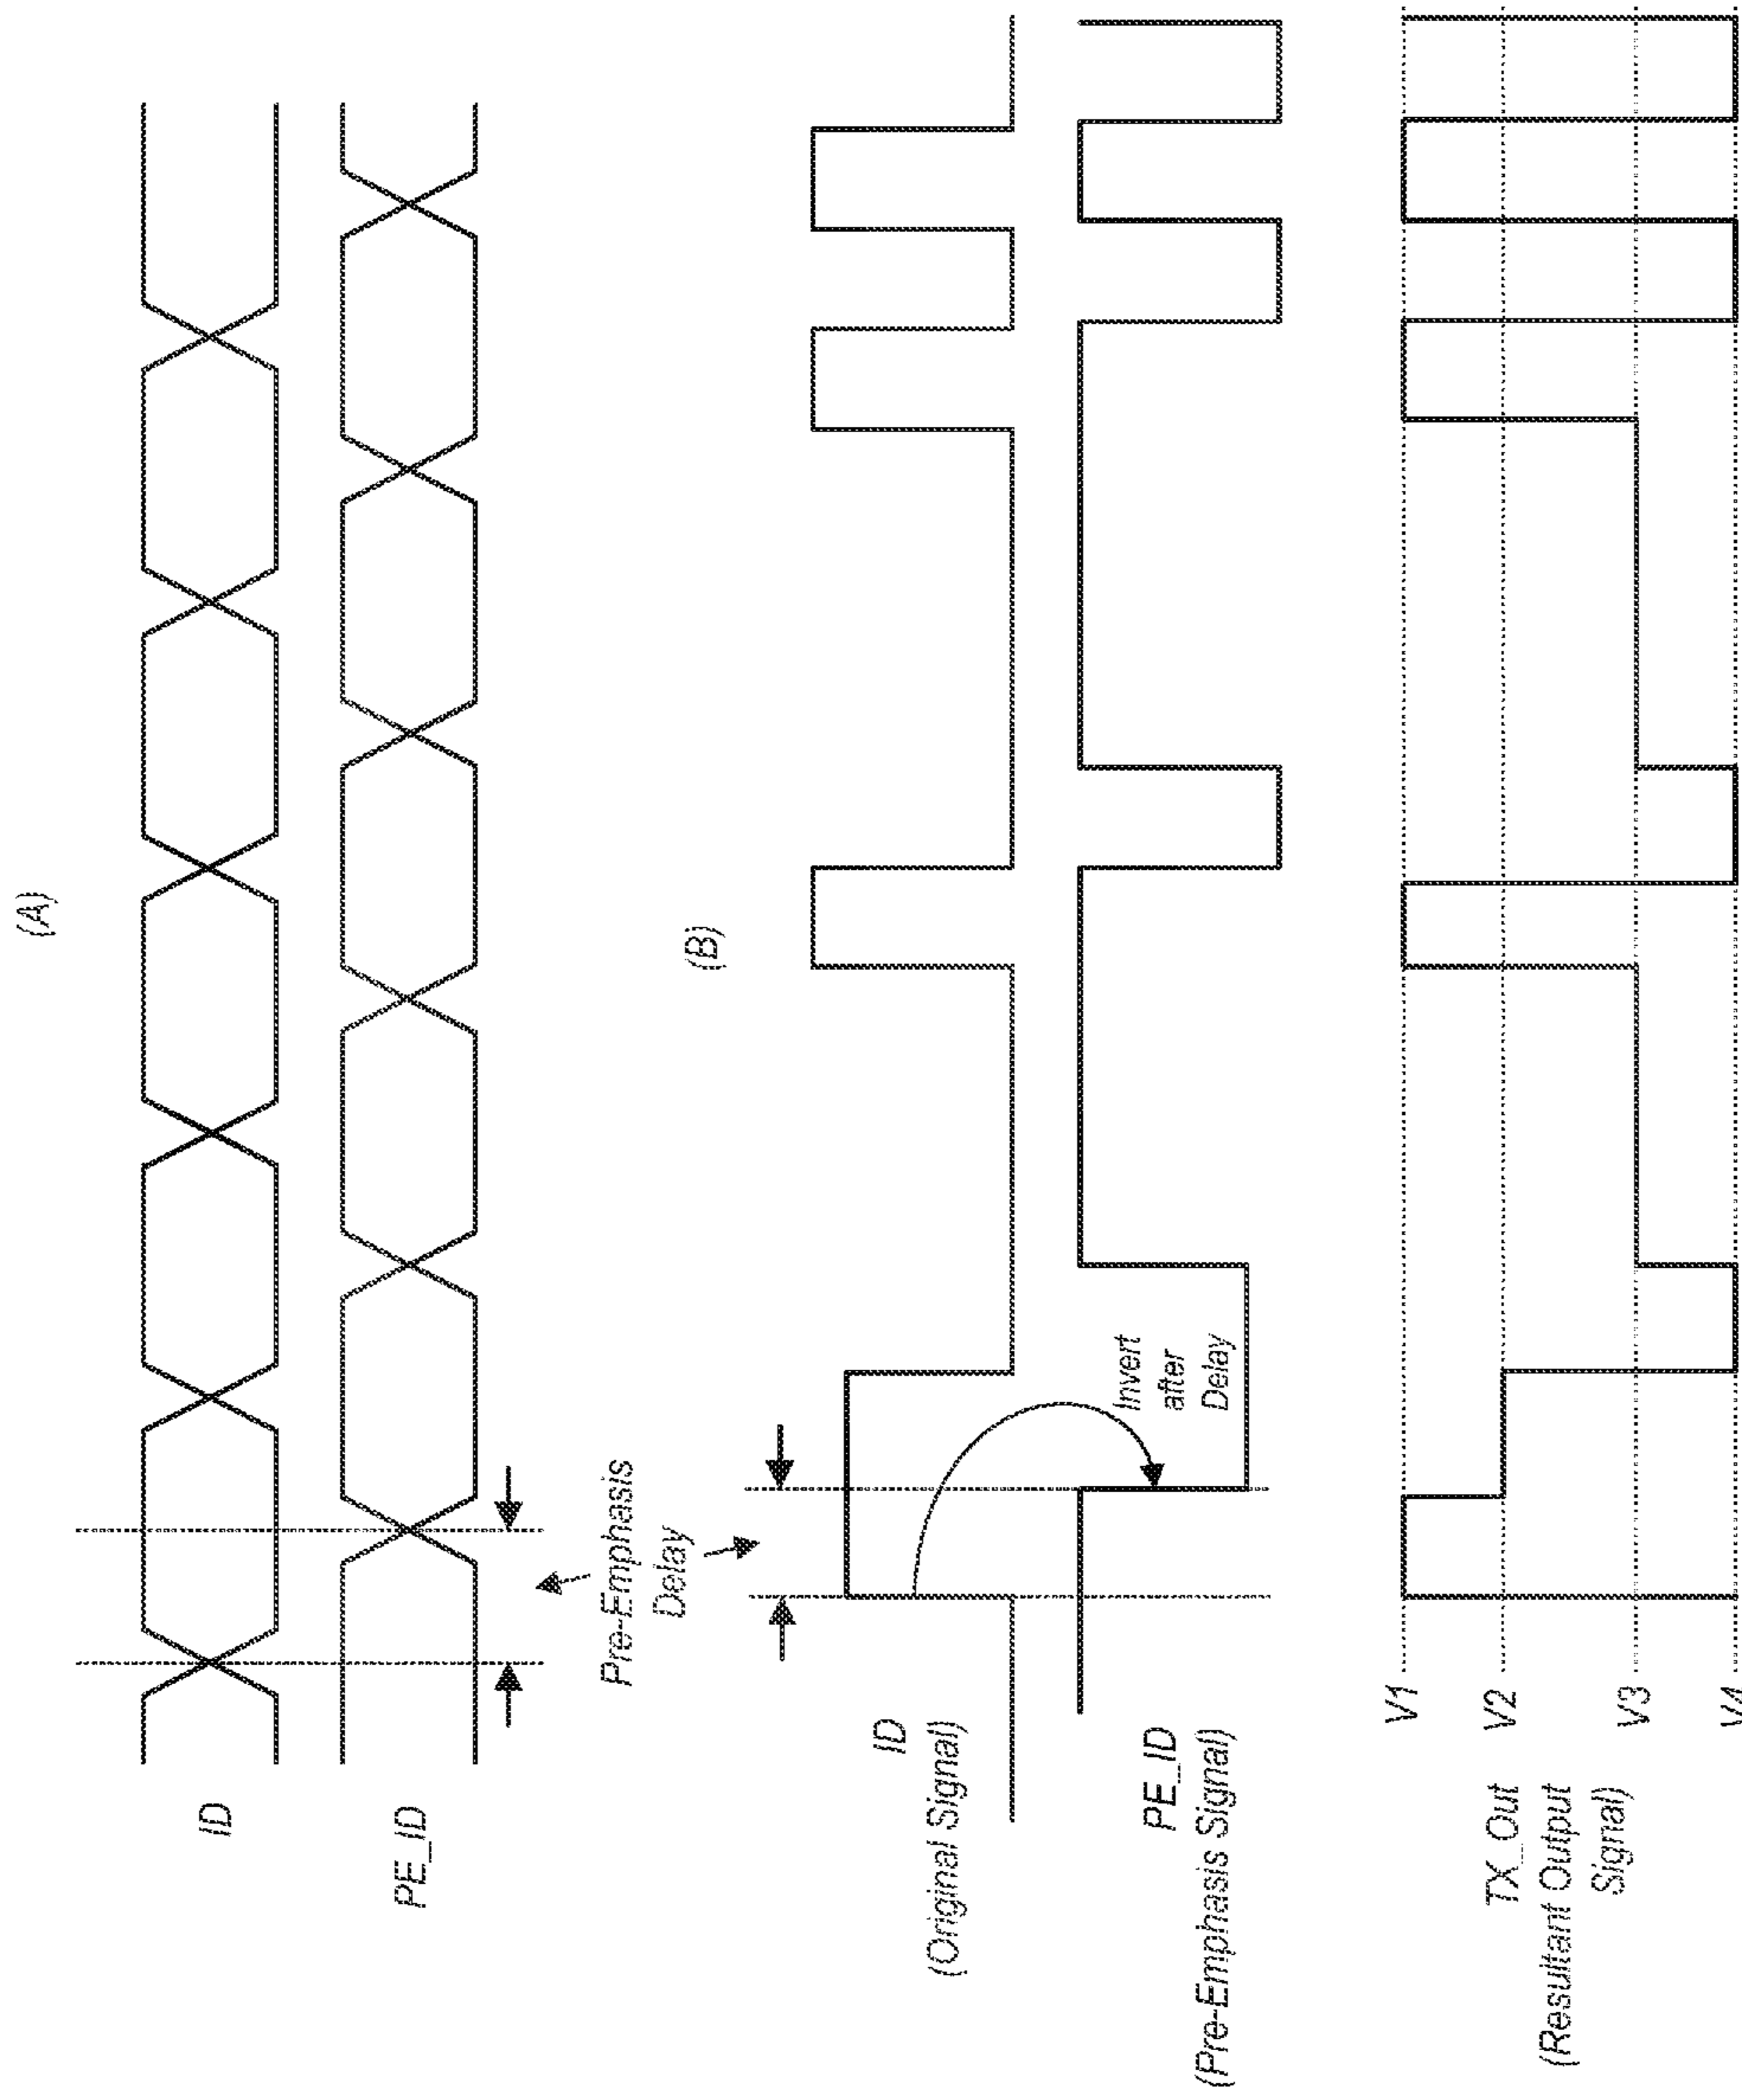 (A)
ID
PE_ID
Pre-Emphasis
Delay
(B)
ID
(Original Signal)
PE_ID
(Pre-Emphasis Signal)
Invert
after
Delay
TX_Out
(Resultant Output
Signal)
V1
V2
V3
V4